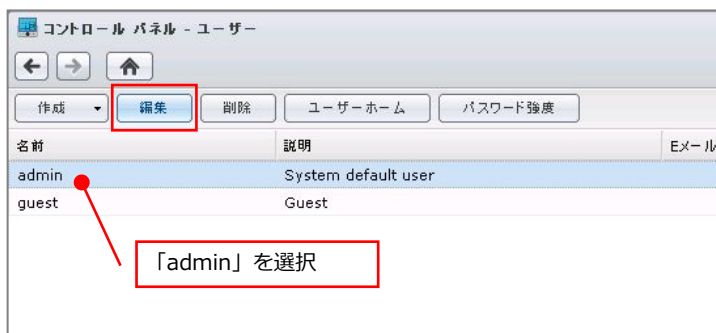 コントロール パネル - ユーザー
作成 編集 削除 ユーザーホーム パスワード強度
名前 説明 Eメール
admin System default user
guest Guest
「admin」を選択